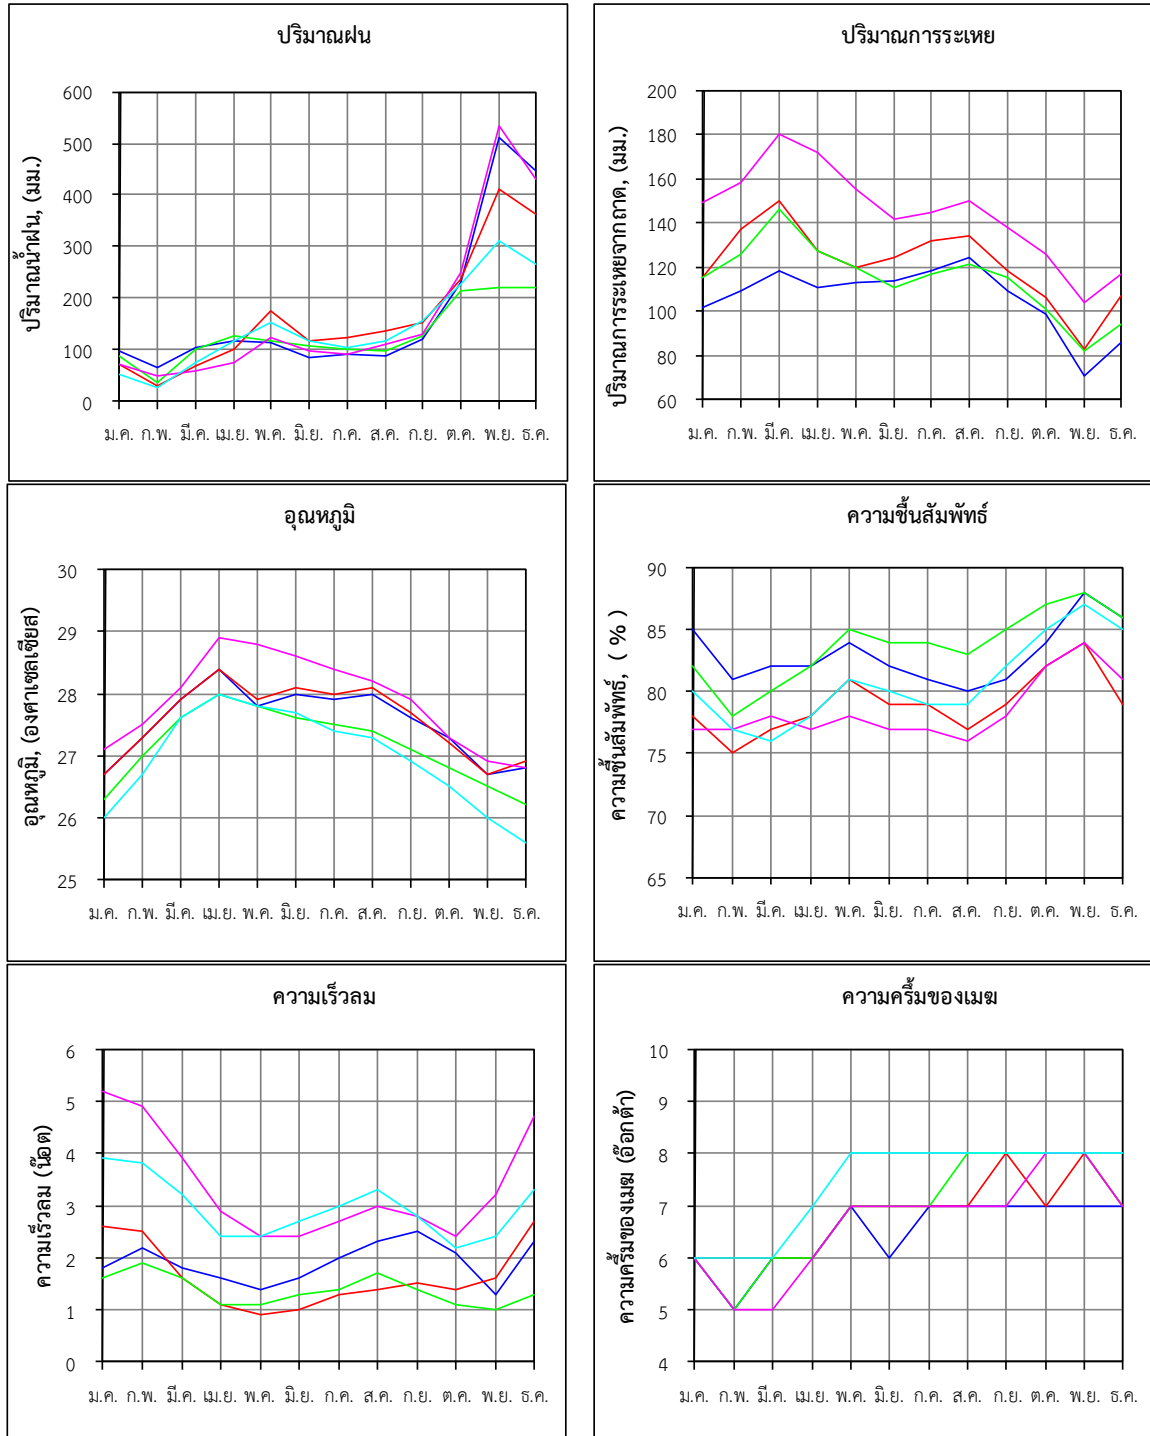 ปริมาณฝน
ปริมาณน้ำฝน, (มม.)
600
500
400
300
200
100
0
ม.ค. ก.พ. มี.ค. เม.ย. พ.ค. มิ.ย. ก.ค. ส.ค. ก.ย. ต.ค. พ.ย. ธ.ค.
ปริมาณการระเหย
ปริมาณการระเหยจากถาด, (มม.)
200
180
160
140
120
100
80
60
ม.ค. ก.พ. มี.ค. เม.ย. พ.ค. มิ.ย. ก.ค. ส.ค. ก.ย. ต.ค. พ.ย. ธ.ค.
อุณหภูมิ
อุณหภูมิ, (องศาเซลเซียส)
30
29
28
27
26
25
ม.ค. ก.พ. มี.ค. เม.ย. พ.ค. มิ.ย. ก.ค. ส.ค. ก.ย. ต.ค. พ.ย. ธ.ค.
ความชื้นสัมพัทธ์
ความชื้นสัมพัทธ์, ( % )
90
85
80
75
70
65
ม.ค. ก.พ. มี.ค. เม.ย. พ.ค. มิ.ย. ก.ค. ส.ค. ก.ย. ต.ค. พ.ย. ธ.ค.
ความเร็วลม
ความเร็วลม (น๊อต)
6
5
4
3
2
1
0
ม.ค. ก.พ. มี.ค. เม.ย. พ.ค. มิ.ย. ก.ค. ส.ค. ก.ย. ต.ค. พ.ย. ธ.ค.
ความครึ้มของเมฆ
ความครึ้มของเมฆ (อ๊อกต้า)
10
9
8
7
6
5
4
ม.ค. ก.พ. มี.ค. เม.ย. พ.ค. มิ.ย. ก.ค. ส.ค. ก.ย. ต.ค. พ.ย. ธ.ค.